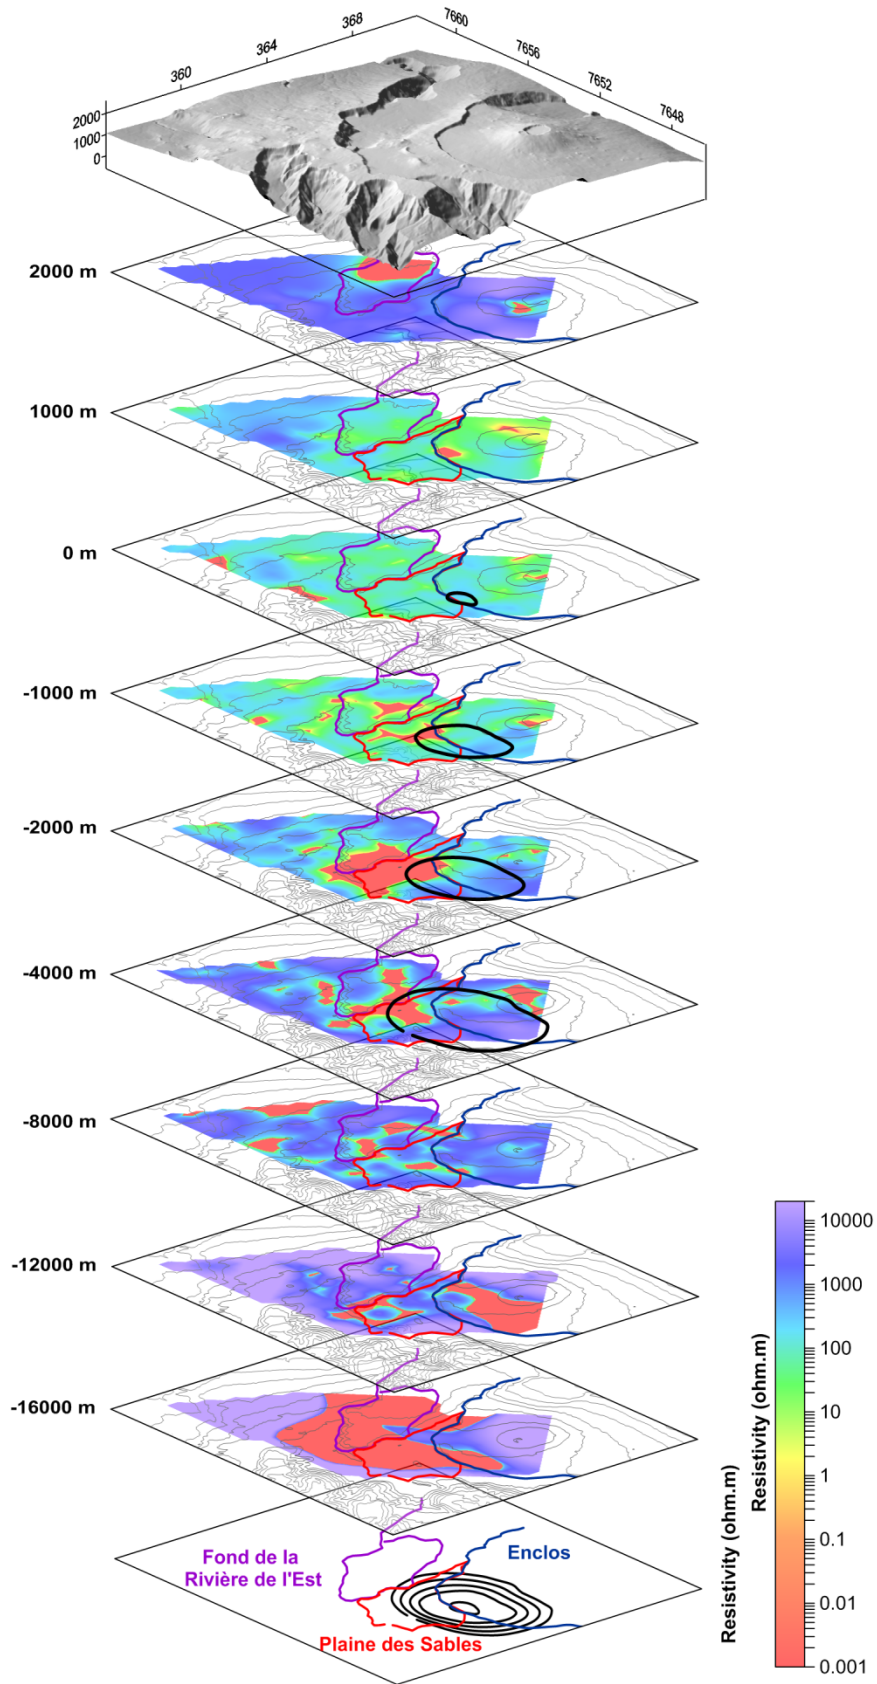 7660
368
7656
364
7652
360
7648
2000
1000
0
2000 m
1000 m
0 m
-1000 m
-2000 m
-4000 m
-8000 m
-12000 m
-16000 m
10000
1000
100
10
1
0.1
0.01
0.001
Resistivity (ohm.m)
Resistivity (ohm.m)
Fond de la
Rivière de l'Est
Enclos
Plaine des Sables